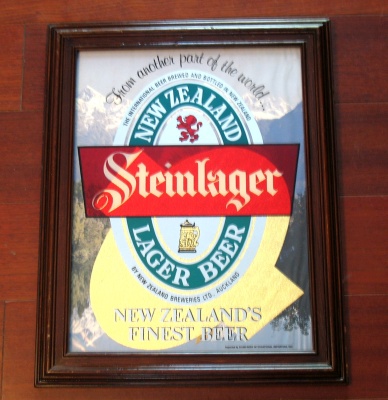 From another part of the world...
THE INTERNATIONAL BEER BREWED AND BOTTLED IN NEW ZEALAND
NEW ZEALAND
Steinlager
LAGER BEER
BY NEW ZEALAND BREWERIES LTD., AUCKLAND
NEW ZEALAND'S
FINEST BEER